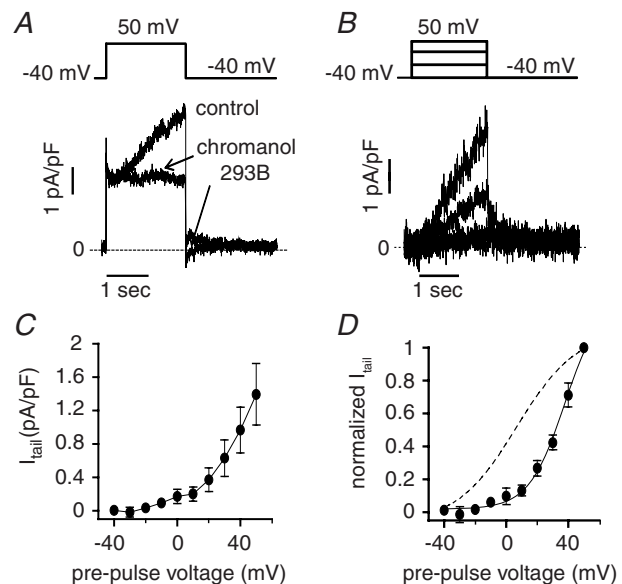 A
50 mV
-40 mV
-40 mV
control
chromanol
293B
1 pA/pF
0
1 sec
B
50 mV
-40 mV
-40 mV
1 pA/pF
0
1 sec
C
2
1.6
1.2
0.8
0.4
0
I_tail(pA/pF)
-40
0
40
pre-pulse voltage (mV)
D
1
0.8
0.6
0.4
0.2
0
normalized I_tail
-40
0
40
pre-pulse voltage (mV)